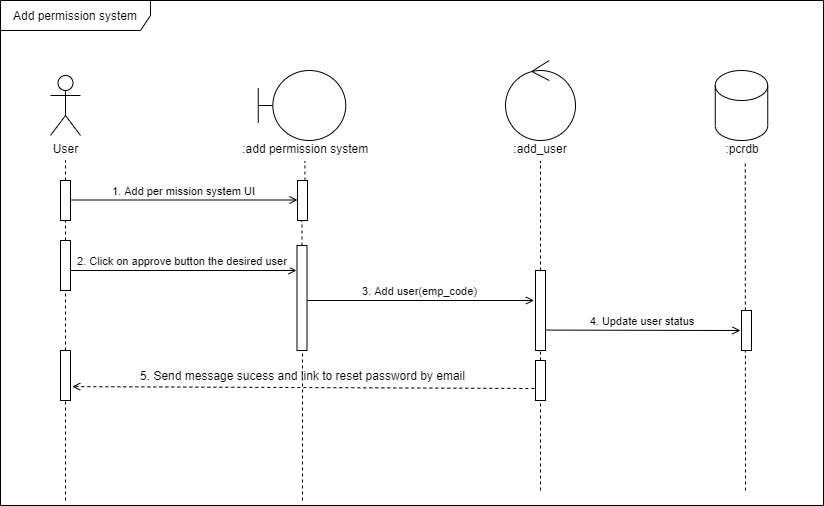 Add permission system
User
:add permission system
:add_user
:pcrdb
1. Add per mission system UI
2. Click on approve button the desired user
3. Add user(emp_code)
4. Update user status
5. Send message sucess and link to reset password by email